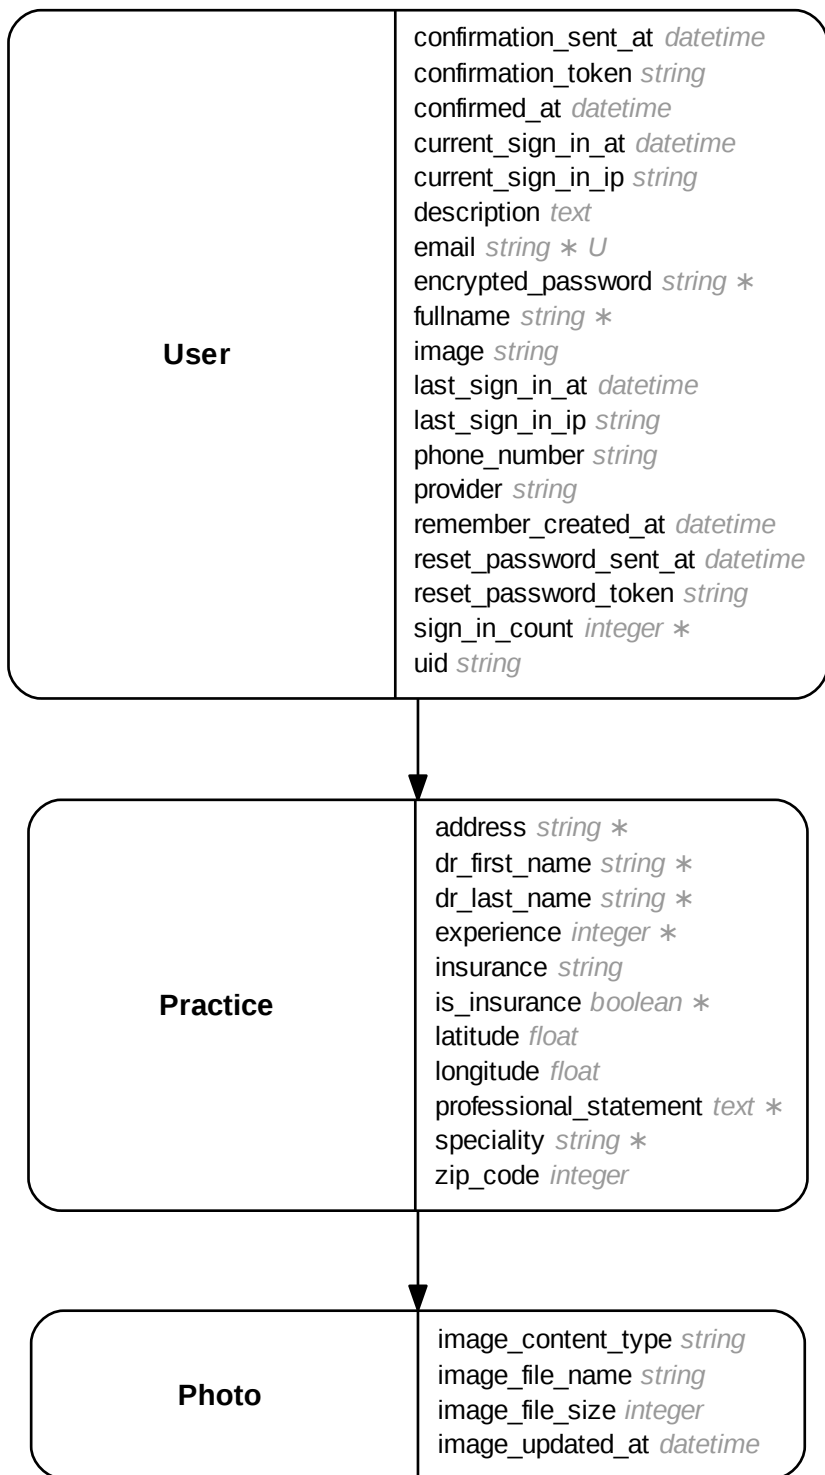 User
confirmation_sent_at datetime
confirmation_token string
confirmed_at datetime
current_sign_in_at datetime
current_sign_in_ip string
description text
email string ∗ U
encrypted_password string ∗
fullname string ∗
image string
last_sign_in_at datetime
last_sign_in_ip string
phone_number string
provider string
remember_created_at datetime
reset_password_sent_at datetime
reset_password_token string
sign_in_count integer ∗
uid string
Practice
address string ∗
dr_first_name string ∗
dr_last_name string ∗
experience integer ∗
insurance string
is_insurance boolean ∗
latitude float
longitude float
professional_statement text ∗
speciality string ∗
zip_code integer
Photo
image_content_type string
image_file_name string
image_file_size integer
image_updated_at datetime